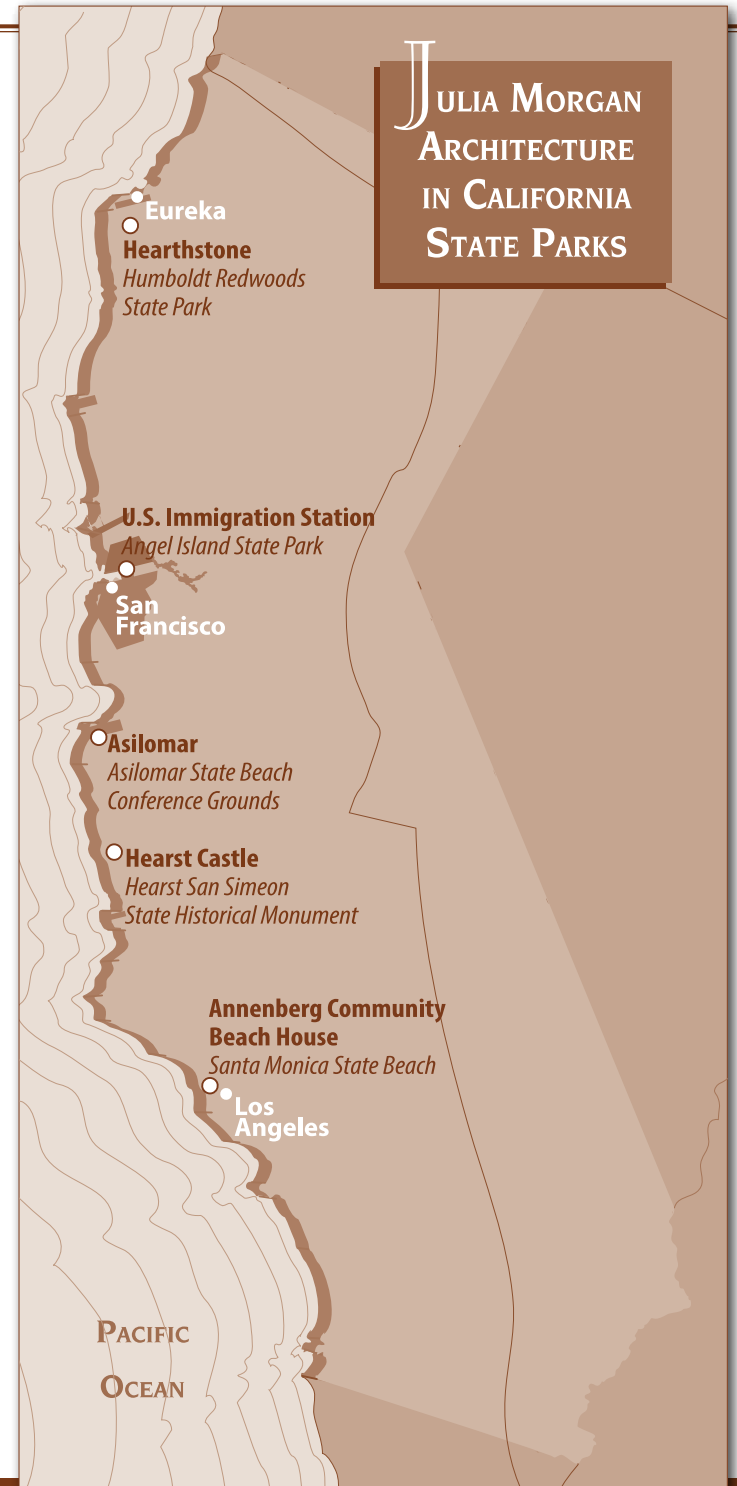 JULIA MORGAN
ARCHITECTURE
IN CALIFORNIA
STATE PARKS
Eureka
Hearthstone
Humboldt Redwoods
State Park
U.S. Immigration Station
Angel Island State Park
San
Francisco
Asilomar
Asilomar State Beach
Conference Grounds
Hearst Castle
Hearst San Simeon
State Historical Monument
Annenberg Community
Beach House
Santa Monica State Beach
Los
Angeles
PACIFIC
OCEAN